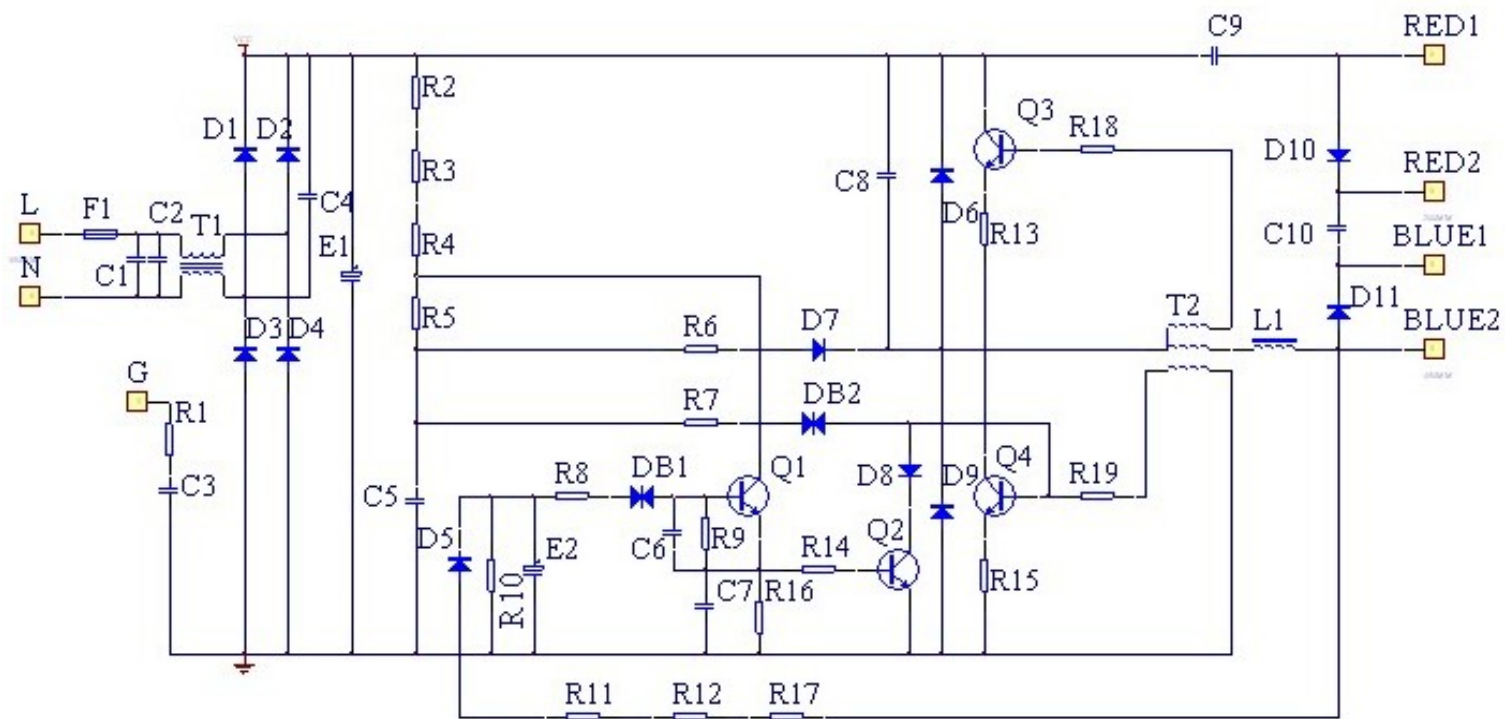 VCC
C9
RED1
R2
Q3
R18
D1 D2
D10
RED2
R3
C8
D6
L
F1
C2
T1
C4
C10
BLUE1
R4
R13
N
C1
E1
D11
R5
D3 D4
R6
D7
T2
L1
BLUE2
G
R1
R7
DB2
C3
C5
R8
DB1
Q1
D8
D9
Q4
R19
D5
E2
C6
R9
R14
Q2
R10
C7
R16
R15
R11
R12
R17